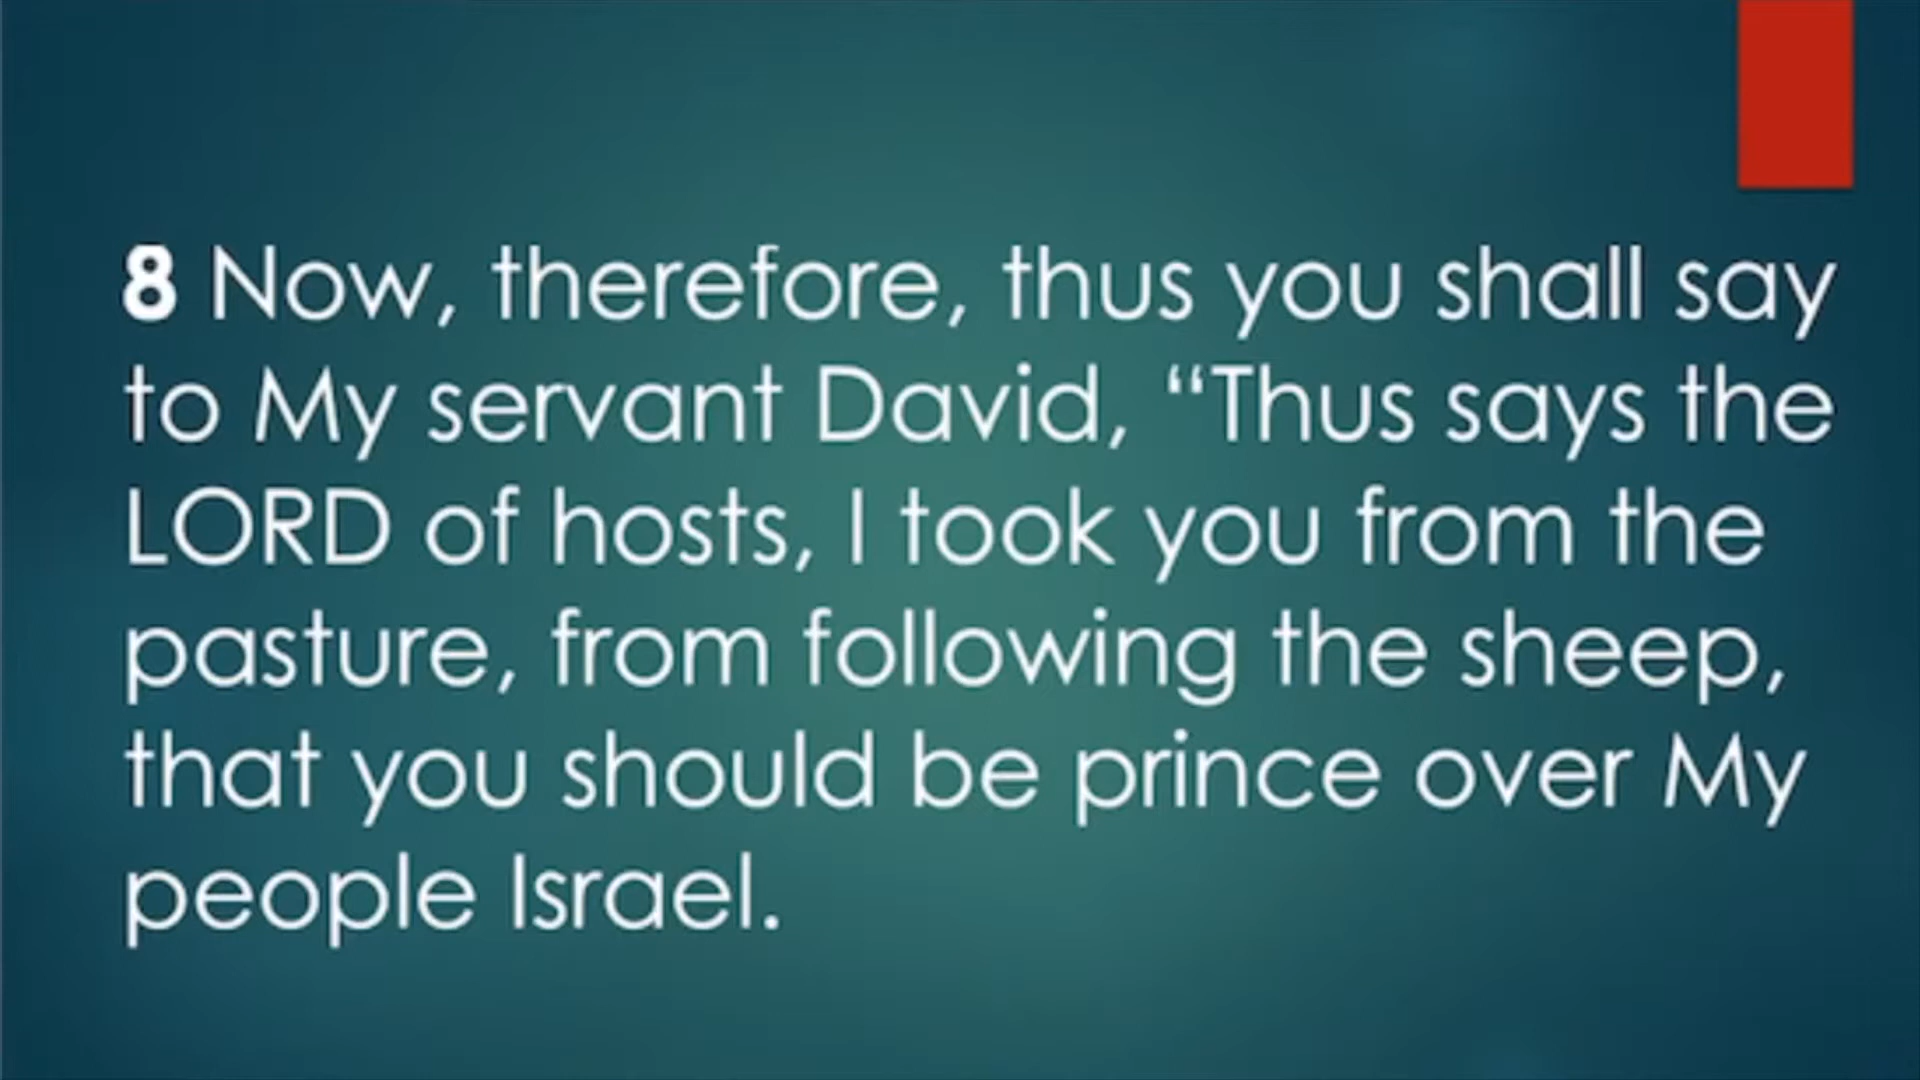 8 Now, therefore, thus you shall say
to My servant David, “Thus says the
LORD of hosts, I took you from the
pasture, from following the sheep,
that you should be prince over My
people Israel.